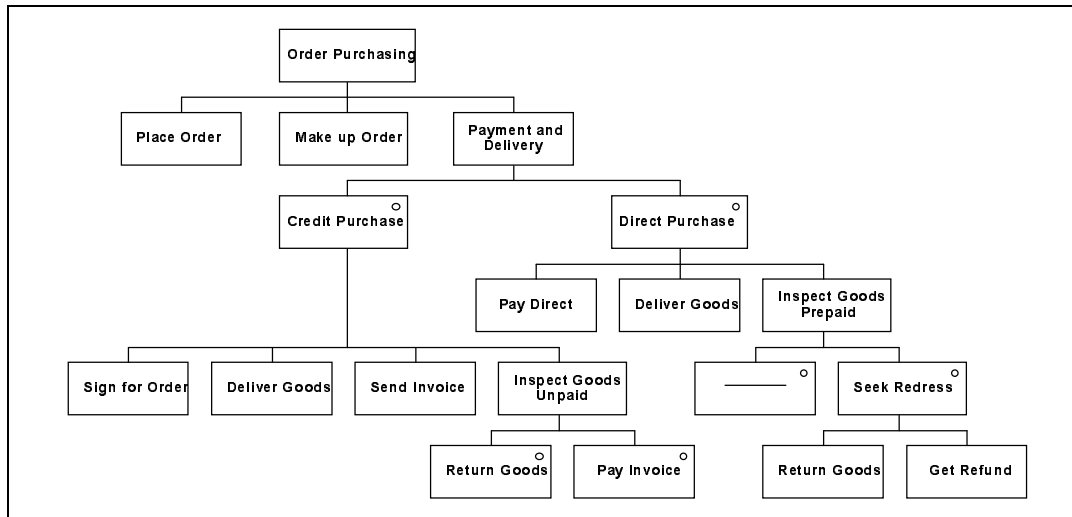 Order Purchasing
Place Order
Make up Order
Payment and
Delivery
Credit Purchase
Direct Purchase
Pay Direct
Deliver Goods
Inspect Goods
Prepaid
Sign for Order
Deliver Goods
Send Invoice
Inspect Goods
Unpaid
Seek Redress
Return Goods
Pay Invoice
Return Goods
Get Refund